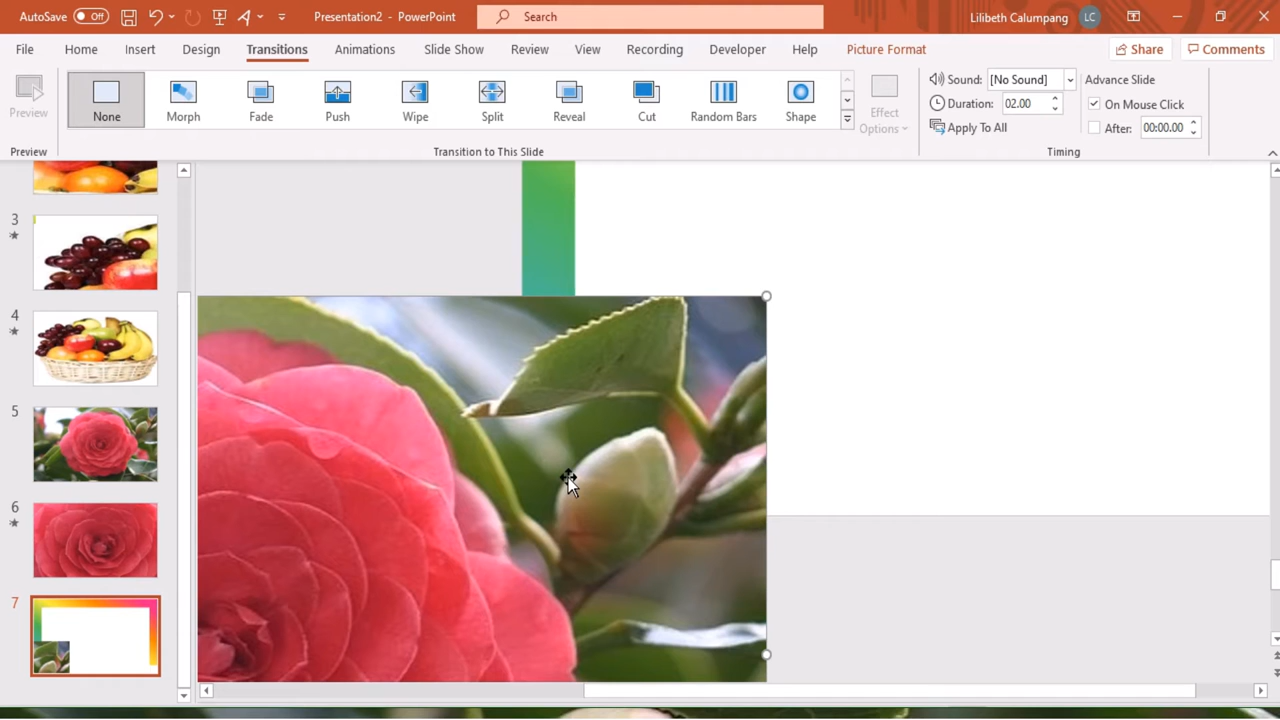 AutoSave Off Presentation2 - PowerPoint Search Lilibeth Calumpang LC
File Home Insert Design Transitions Animations Slide Show Review View Recording Developer Help Picture Format Share Comments
Preview None Morph Fade Push Wipe Split Reveal Cut Random Bars Shape Effect Options
Sound: [No Sound] Advance Slide
Duration: 02.00 On Mouse Click
Apply To All After: 00:00.00
Preview Transition to This Slide Timing
3
4
5
6
7